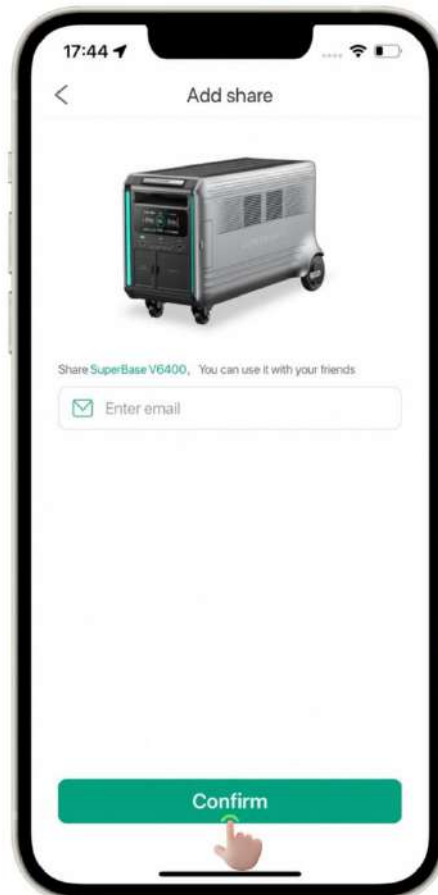 17:44
Add share
Share SuperBase V6400，You can use it with your friends
Enter email
Confirm